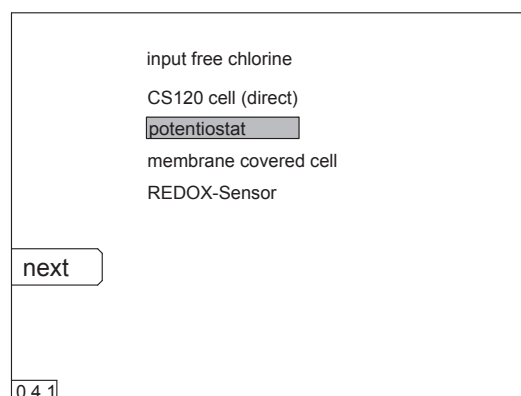 input free chlorine
CS120 cell (direct)
potentiostat
membrane covered cell
REDOX-Sensor
next
0.4.1